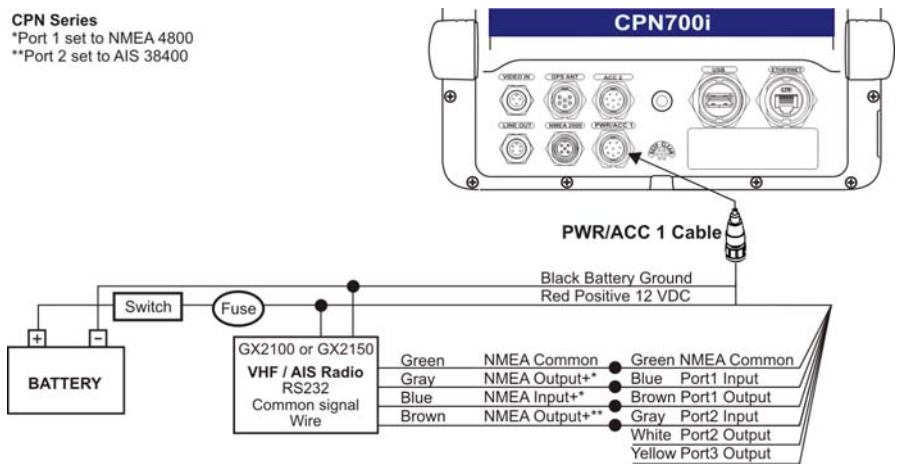 CPN Series
*Port 1 set to NMEA 4800
**Port 2 set to AIS 38400
CPN700i
VIDEO IN
GPS ANT
ACC 2
USB
ETHERNET
LINE OUT
NMEA 2000
PWR/ACC 1
PWR/ACC 1 Cable
Black Battery Ground
Red Positive 12 VDC
Switch
Fuse
+
−
BATTERY
GX2100 or GX2150
VHF / AIS Radio
RS232
Common signal
Wire
Green NMEA Common Green NMEA Common
Gray NMEA Output+* Blue Port1 Input
Blue NMEA Input+* Brown Port1 Output
Brown NMEA Output+** Gray Port2 Input
White Port2 Output
Yellow Port3 Output